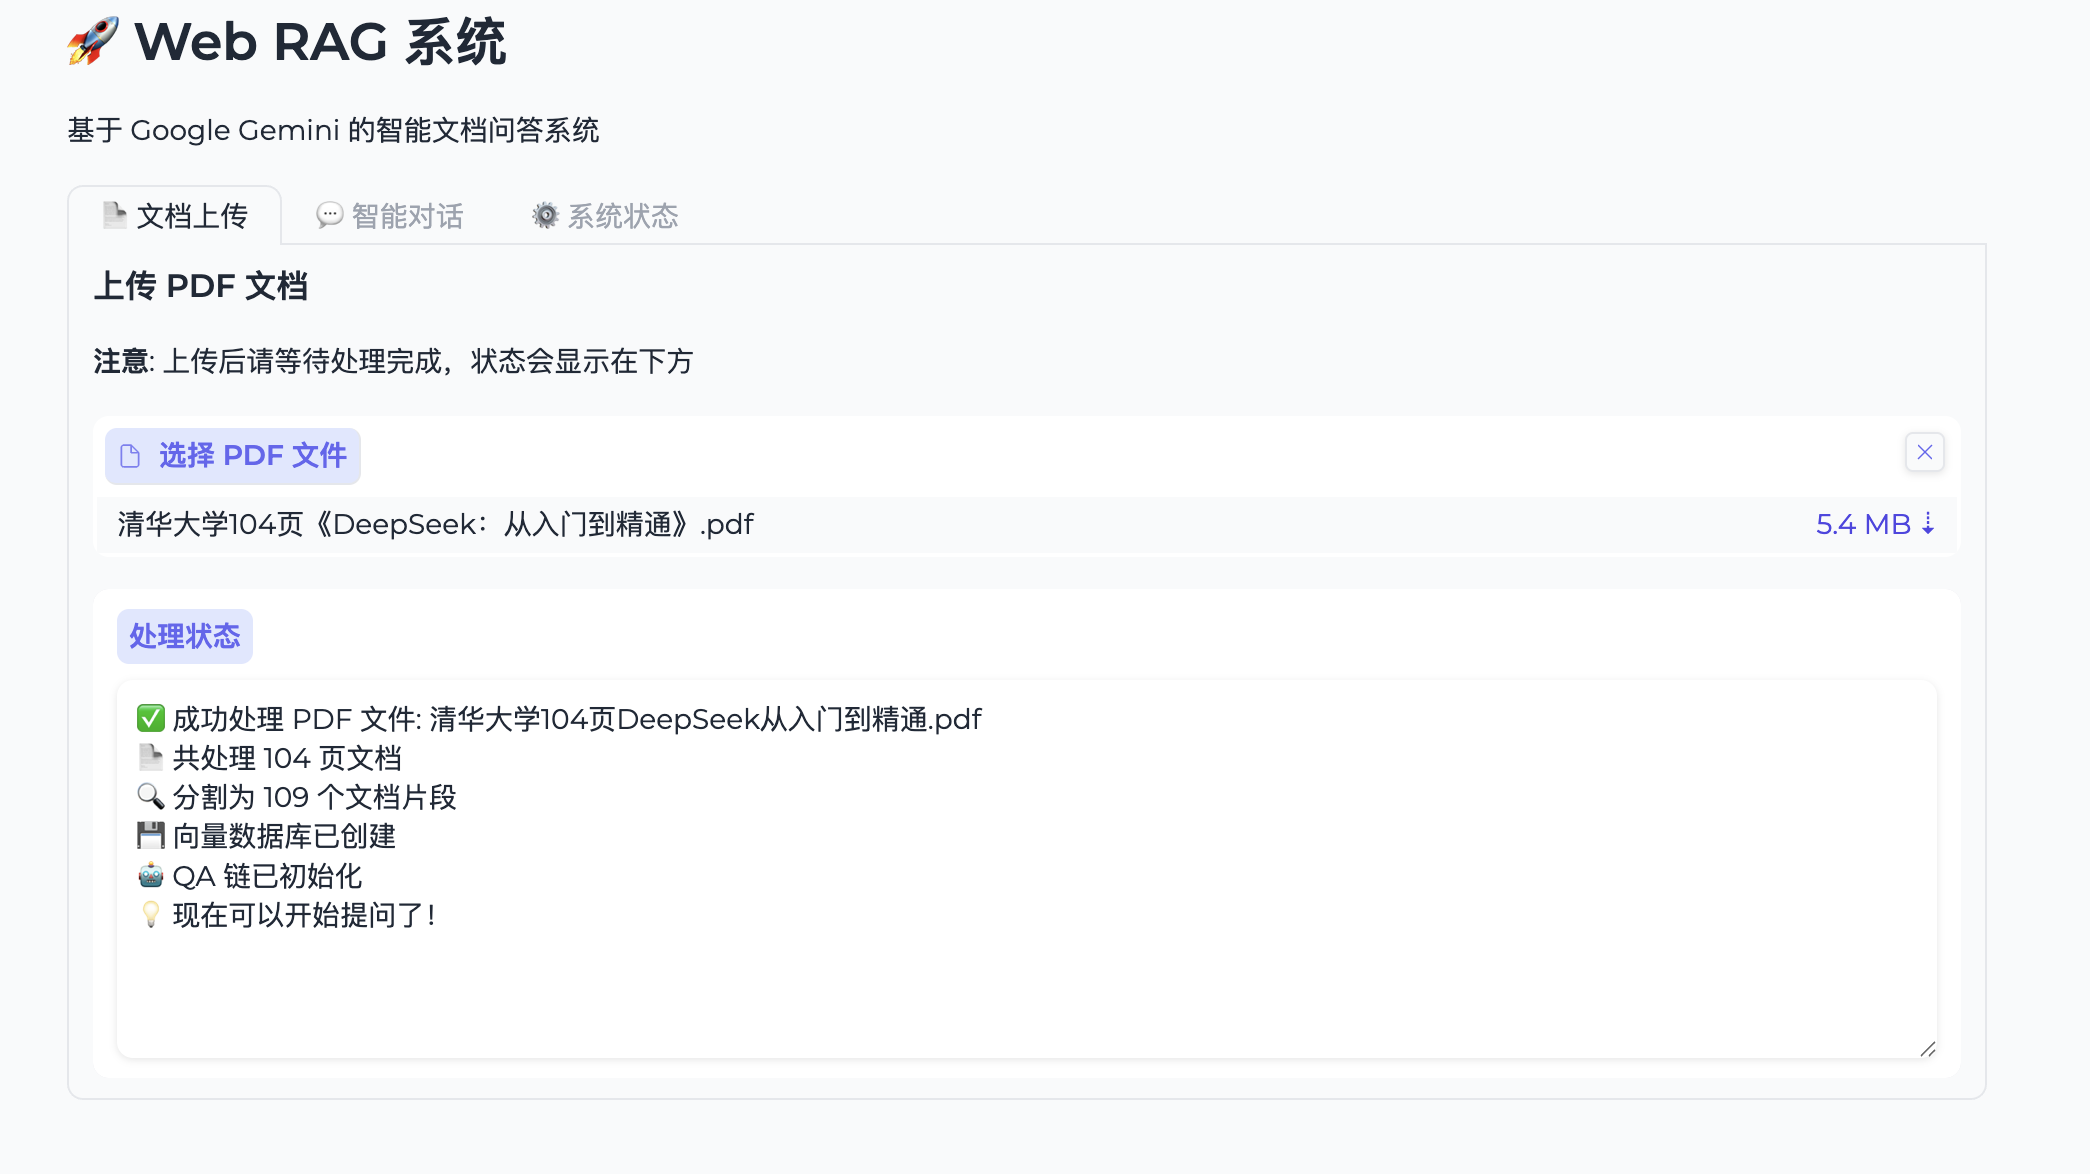 🚀 Web RAG 系统
基于 Google Gemini 的智能文档问答系统
📄 文档上传
💬 智能对话
⚙️ 系统状态
上传 PDF 文档
注意: 上传后请等待处理完成，状态会显示在下方
选择 PDF 文件
清华大学104页《DeepSeek：从入门到精通》.pdf
5.4 MB ⇣
处理状态
✅ 成功处理 PDF 文件: 清华大学104页DeepSeek从入门到精通.pdf
📄 共处理 104 页文档
🔍 分割为 109 个文档片段
💾 向量数据库已创建
🤖 QA 链已初始化
💡 现在可以开始提问了！